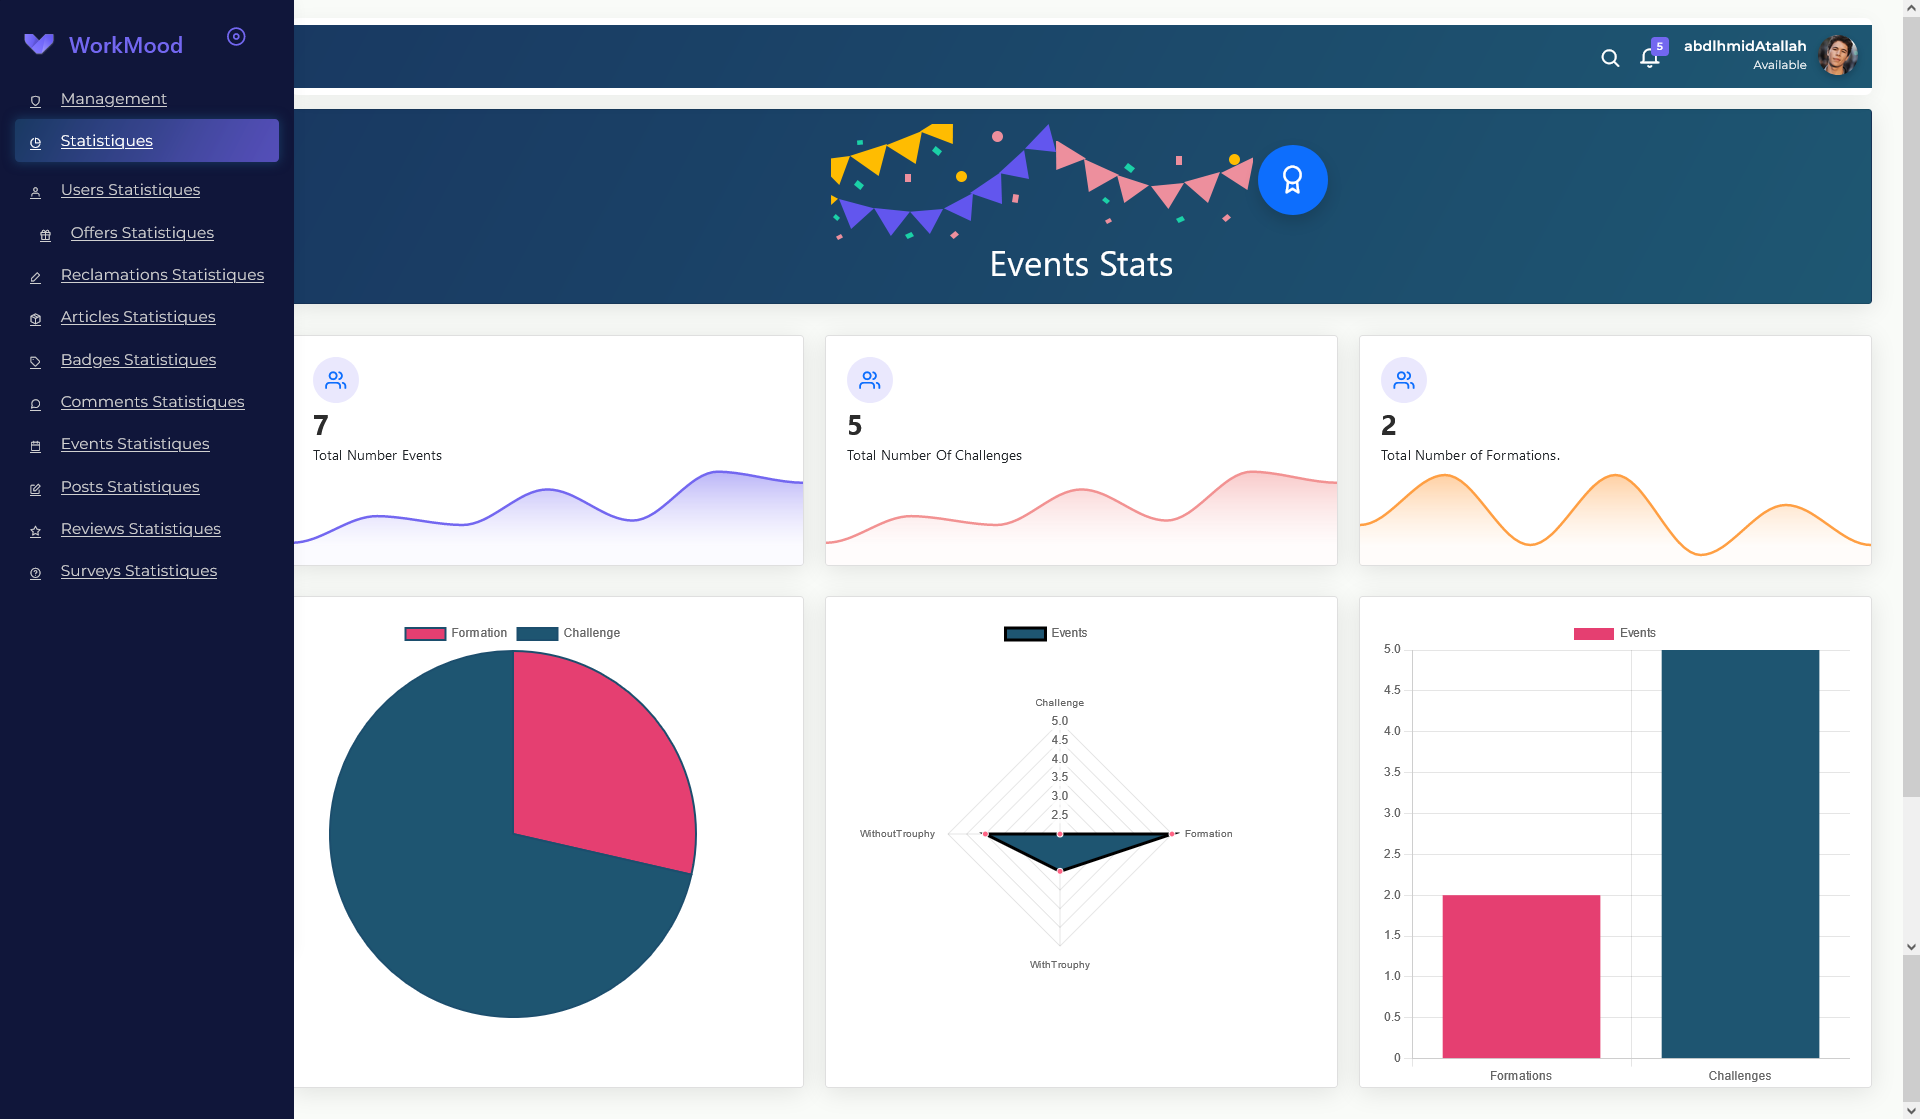 WorkMood
Management
Statistiques
Users Statistiques
Offers Statistiques
Reclamations Statistiques
Articles Statistiques
Badges Statistiques
Comments Statistiques
Events Statistiques
Posts Statistiques
Reviews Statistiques
Surveys Statistiques
5
abdlhmidAtallah
Available
Events Stats
7
Total Number Events
5
Total Number Of Challenges
2
Total Number of Formations.
Formation
Challenge
Events
Challenge
5.0
4.5
4.0
3.5
3.0
2.5
WithoutTrouphy
Formation
WithTrouphy
Events
5.0
4.5
4.0
3.5
3.0
2.5
2.0
1.5
1.0
0.5
0
Formations
Challenges